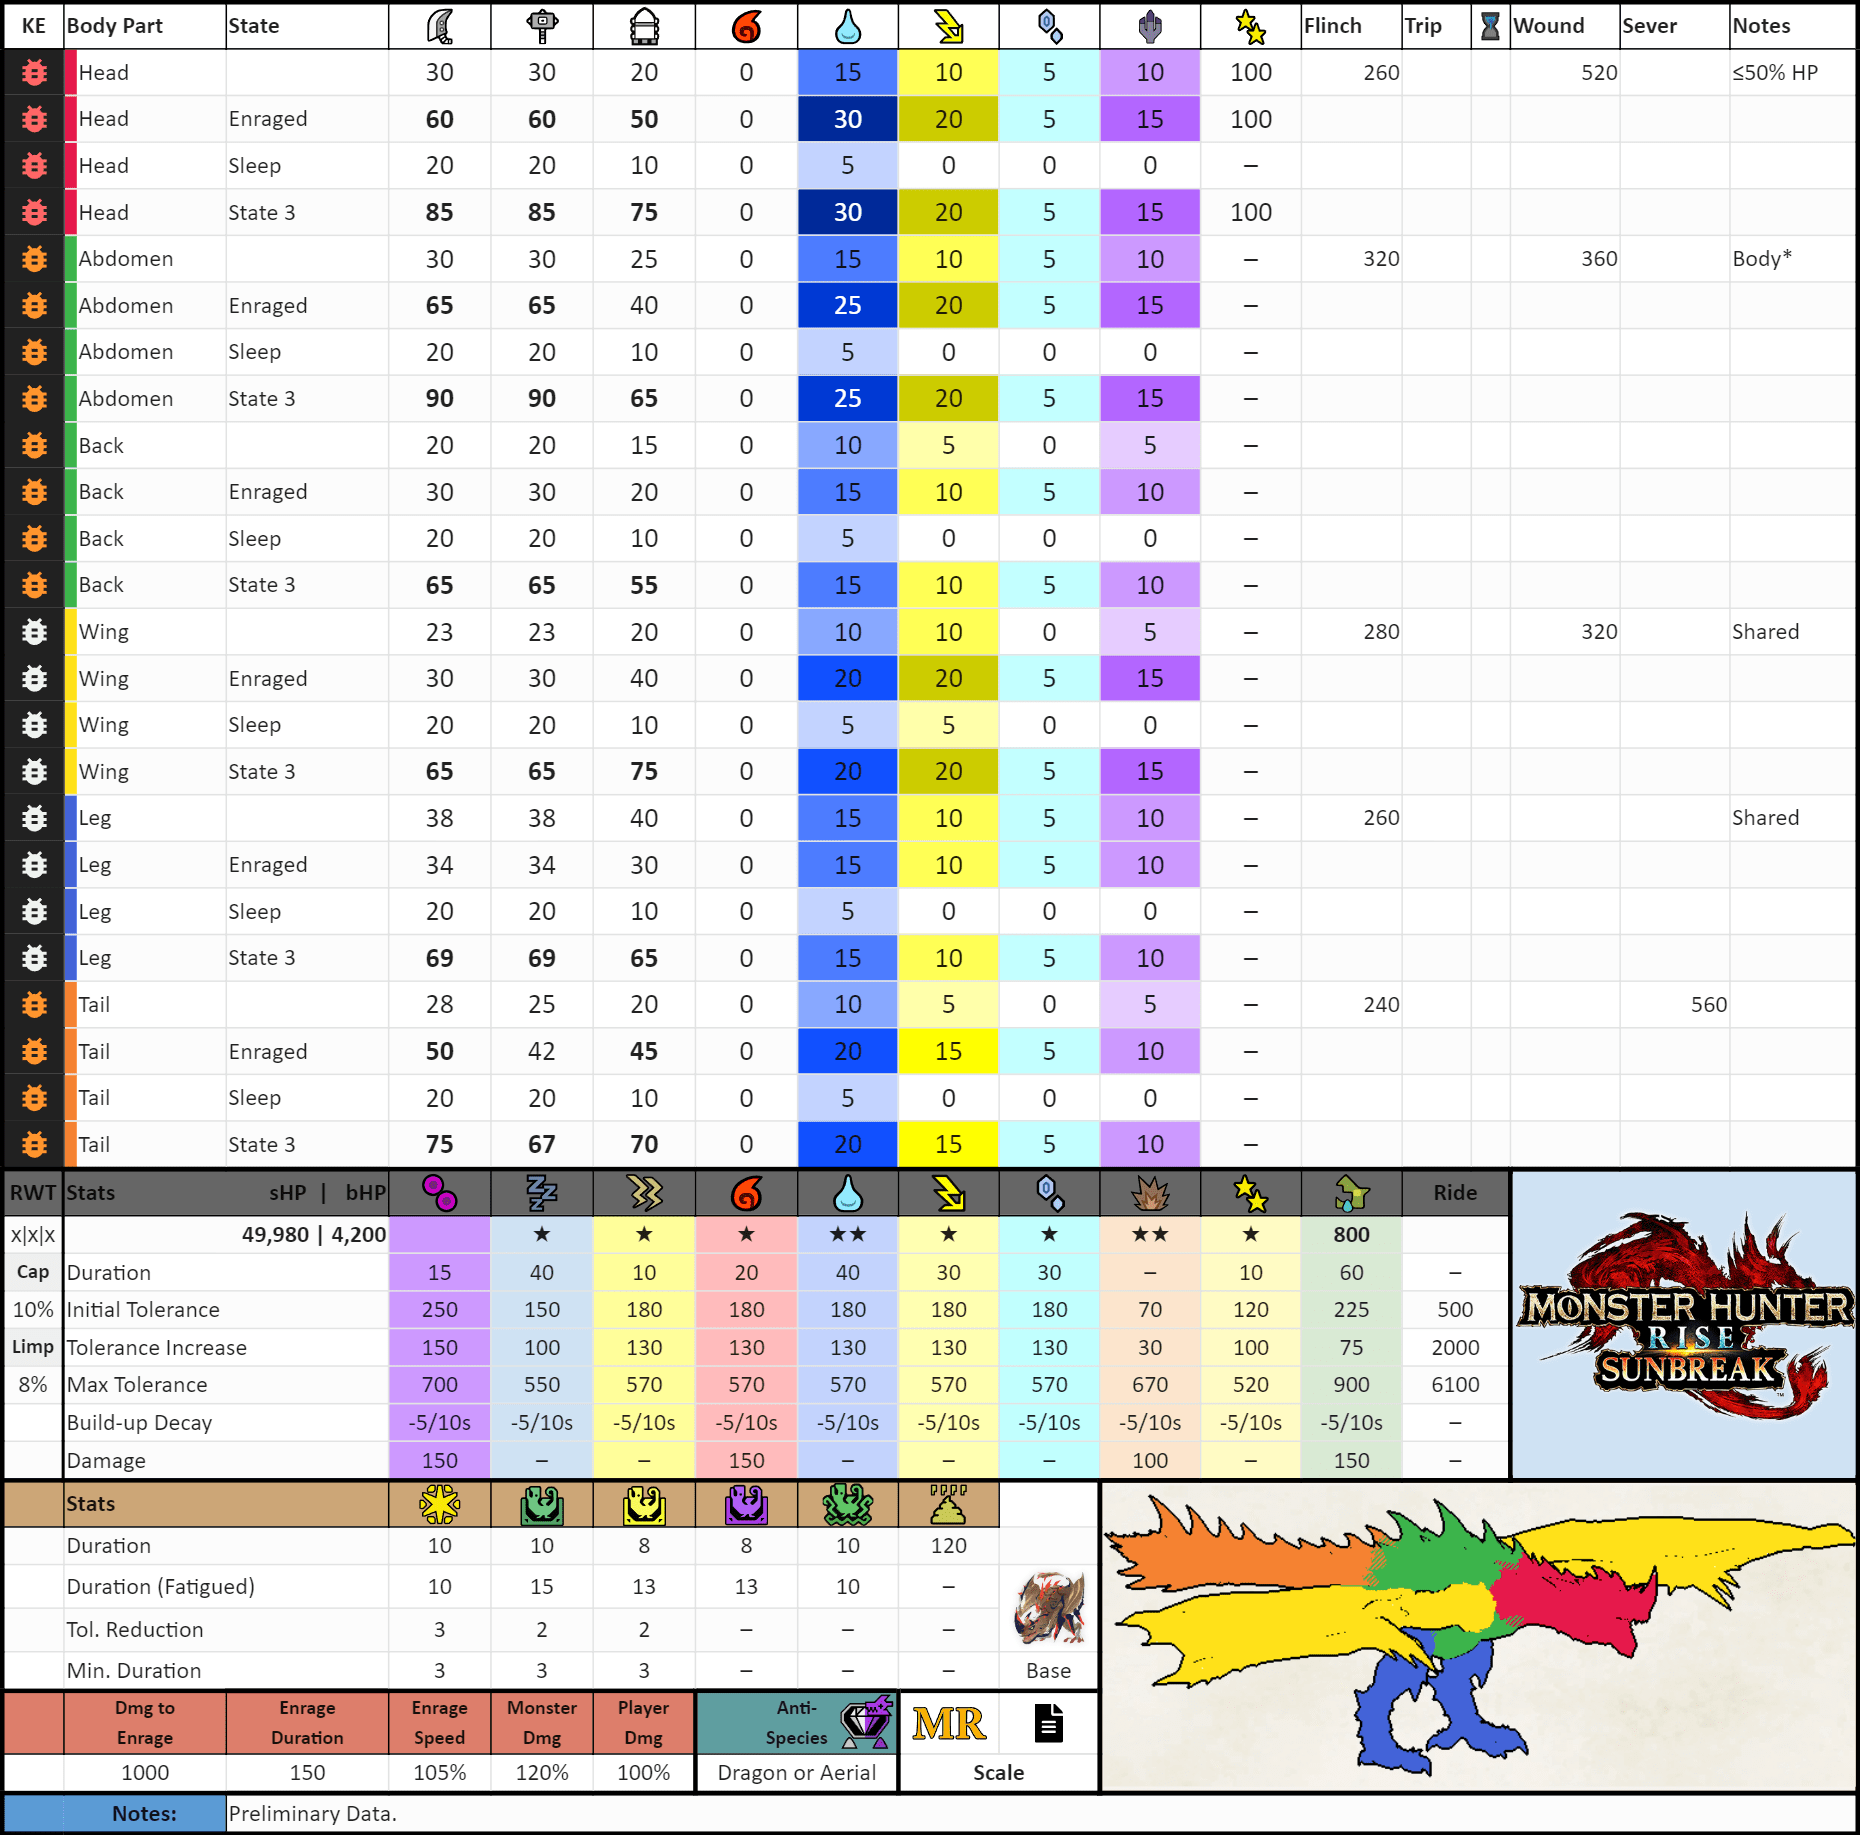 KE Body Part State Flinch Trip Wound Sever Notes
Head 30 30 20 0 15 10 5 10 100 260 520 ≤50% HP
Head Enraged 60 60 50 0 30 20 5 15 100
Head Sleep 20 20 10 0 5 0 0 0 –
Head State 3 85 85 75 0 30 20 5 15 100
Abdomen 30 30 25 0 15 10 5 10 – 320 360 Body*
Abdomen Enraged 65 65 40 0 25 20 5 15 –
Abdomen Sleep 20 20 10 0 5 0 0 0 –
Abdomen State 3 90 90 65 0 25 20 5 15 –
Back 20 20 15 0 10 5 0 5 –
Back Enraged 30 30 20 0 15 10 5 10 –
Back Sleep 20 20 10 0 5 0 0 0 –
Back State 3 65 65 55 0 15 10 5 10 –
Wing 23 23 20 0 10 10 0 5 – 280 320 Shared
Wing Enraged 30 30 40 0 20 20 5 15 –
Wing Sleep 20 20 10 0 5 5 0 0 –
Wing State 3 65 65 75 0 20 20 5 15 –
Leg 38 38 40 0 15 10 5 10 – 260 Shared
Leg Enraged 34 34 30 0 15 10 5 10 –
Leg Sleep 20 20 10 0 5 0 0 0 –
Leg State 3 69 69 65 0 15 10 5 10 –
Tail 28 25 20 0 10 5 0 5 – 240 560
Tail Enraged 50 42 45 0 20 15 5 10 –
Tail Sleep 20 20 10 0 5 0 0 0 –
Tail State 3 75 67 70 0 20 15 5 10 –
RWT Stats sHP | bHP Ride
x|x|x 49,980 | 4,200 ★ ★ ★ ★★ ★ ★ ★★ ★ 800
Cap Duration 15 40 10 20 40 30 30 – 10 60 –
10% Initial Tolerance 250 150 180 180 180 180 180 70 120 225 500
Limp Tolerance Increase 150 100 130 130 130 130 130 30 100 75 2000
8% Max Tolerance 700 550 570 570 570 570 570 670 520 900 6100
Build-up Decay -5/10s -5/10s -5/10s -5/10s -5/10s -5/10s -5/10s -5/10s -5/10s -5/10s –
Damage 150 – – 150 – – – 100 – 150 –
MONSTER HUNTER
RISE
SUNBREAK
™
Stats
Duration 10 10 8 8 10 120
Duration (Fatigued) 10 15 13 13 10 –
Tol. Reduction 3 2 2 – – –
Min. Duration 3 3 3 – – – Base
Dmg to Enrage Enrage Duration Enrage Speed Monster Dmg Player Dmg Anti-Species MR
1000 150 105% 120% 100% Dragon or Aerial Scale
Notes: Preliminary Data.